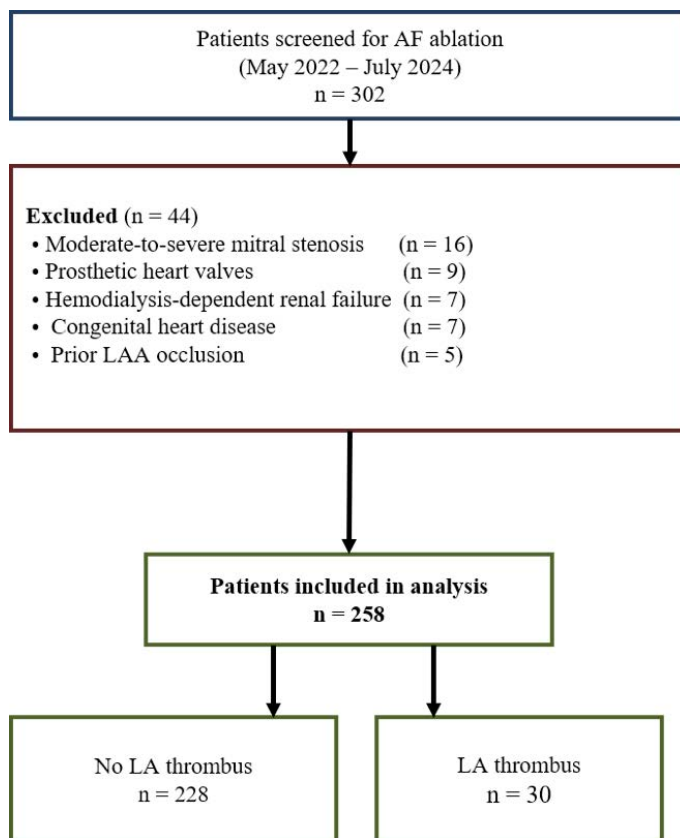 Patients screened for AF ablation
(May 2022 – July 2024)
n = 302
Excluded (n = 44)
• Moderate-to-severe mitral stenosis (n = 16)
• Prosthetic heart valves (n = 9)
• Hemodialysis-dependent renal failure (n = 7)
• Congenital heart disease (n = 7)
• Prior LAA occlusion (n = 5)
Patients included in analysis
n = 258
No LA thrombus
n = 228
LA thrombus
n = 30